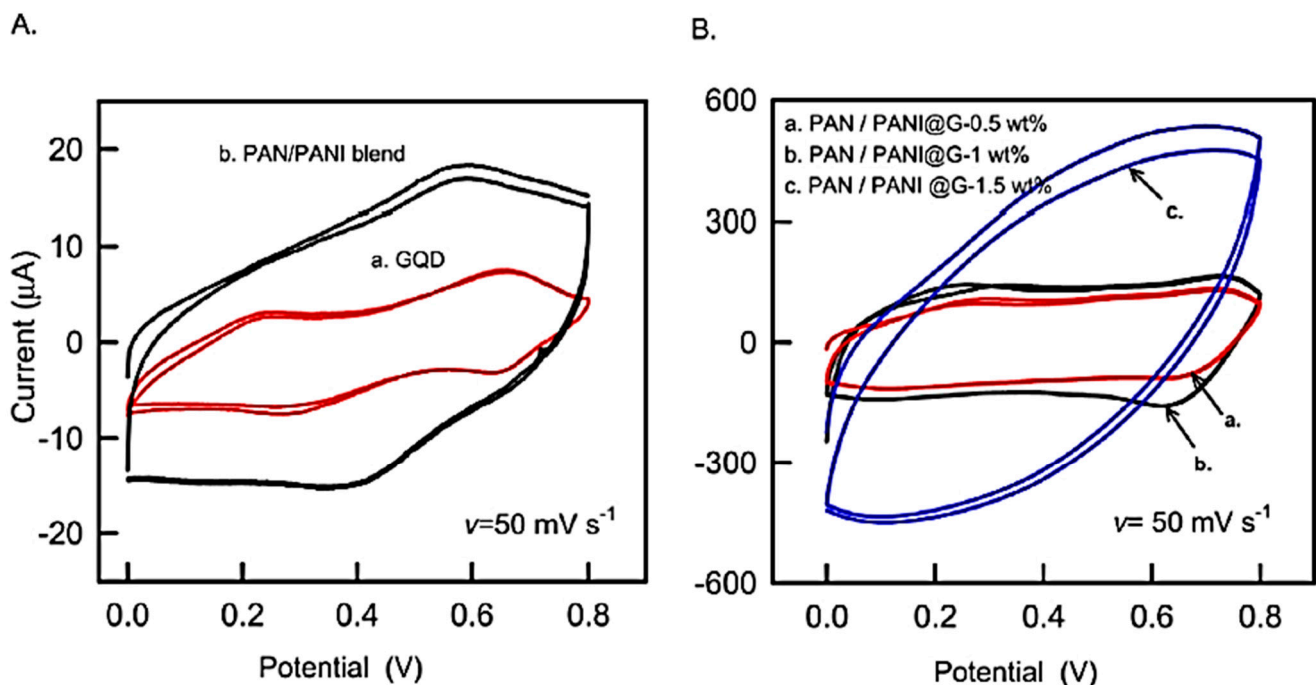 A.
20
10
0
-10
-20
Current (μA)
b. PAN/PANI blend
a. GQD
v=50 mV s-1
0.0 0.2 0.4 0.6 0.8
Potential (V)
B.
600
300
0
-300
-600
a. PAN / PANI@G-0.5 wt%
b. PAN / PANI@G-1 wt%
c. PAN / PANI @G-1.5 wt%
c.
a.
b.
v= 50 mV s-1
0.0 0.2 0.4 0.6 0.8
Potential (V)